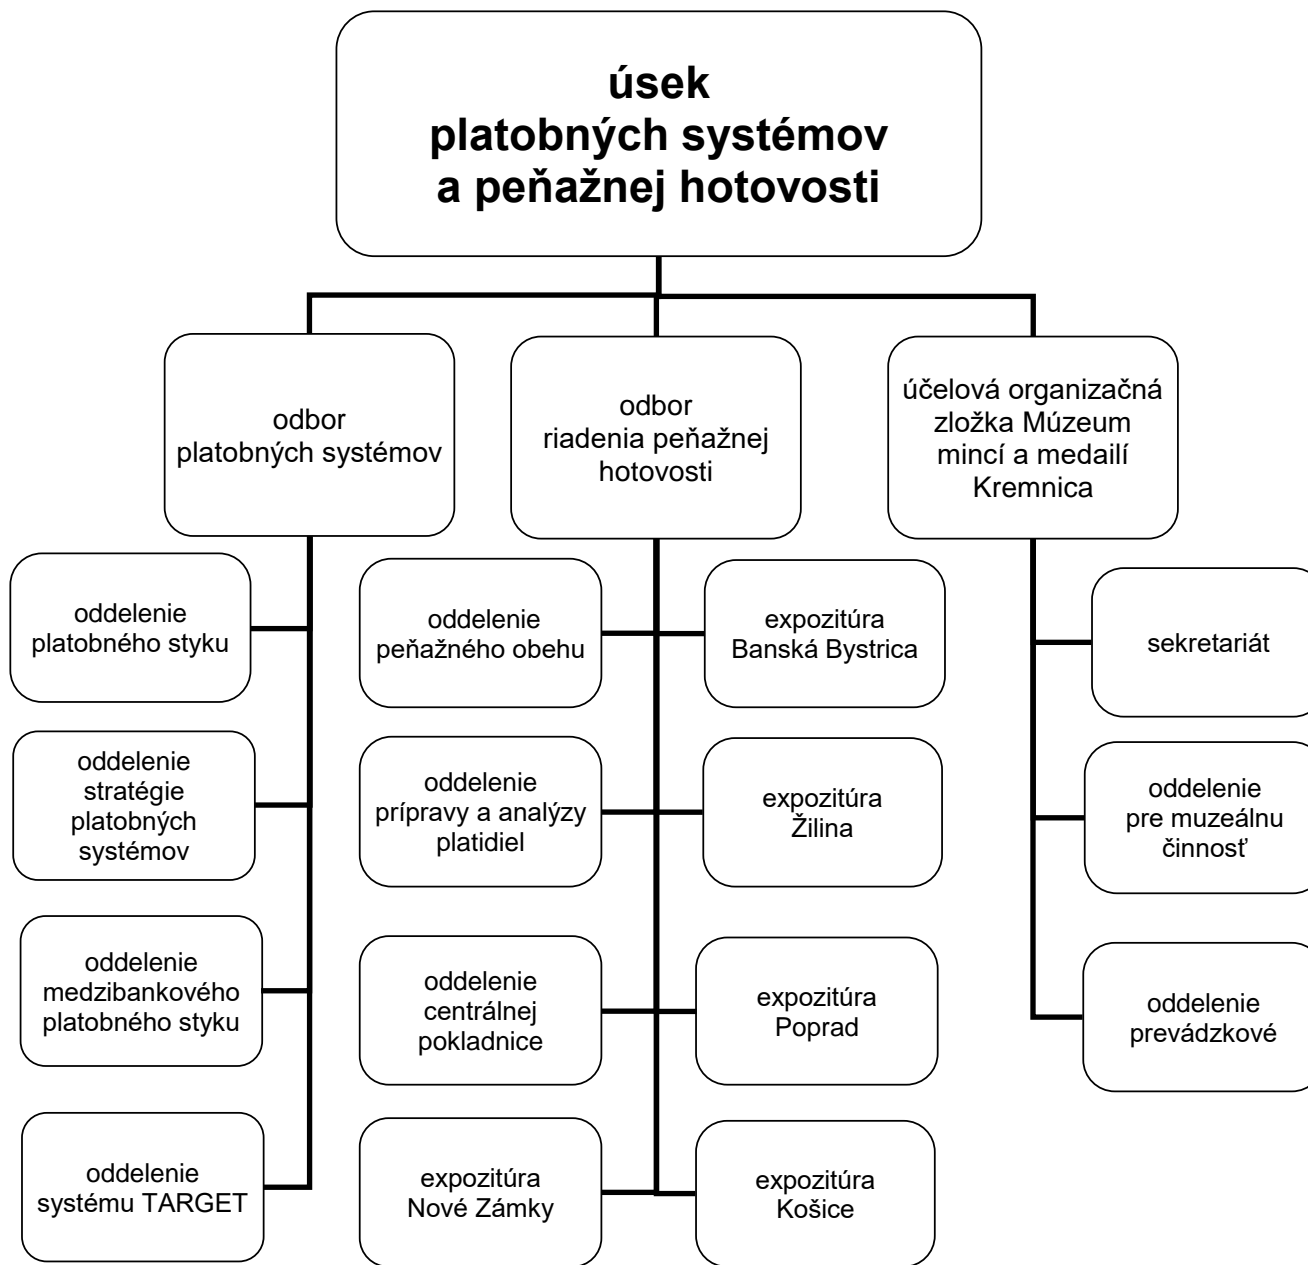 úsek
platobných systémov
a peňažnej hotovosti
odbor
platobných systémov
odbor
riadenia peňažnej
hotovosti
účelová organizačná
zložka Múzeum
mincí a medailí
Kremnica
oddelenie
platobného styku
oddelenie
stratégie
platobných
systémov
oddelenie
medzibankového
platobného styku
oddelenie
systému TARGET
oddelenie
peňažného obehu
oddelenie
prípravy a analýzy
platidiel
oddelenie
centrálnej
pokladnice
expozitúra
Nové Zámky
expozitúra
Banská Bystrica
expozitúra
Žilina
expozitúra
Poprad
expozitúra
Košice
sekretariát
oddelenie
pre muzeálnu
činnosť
oddelenie
prevádzkové